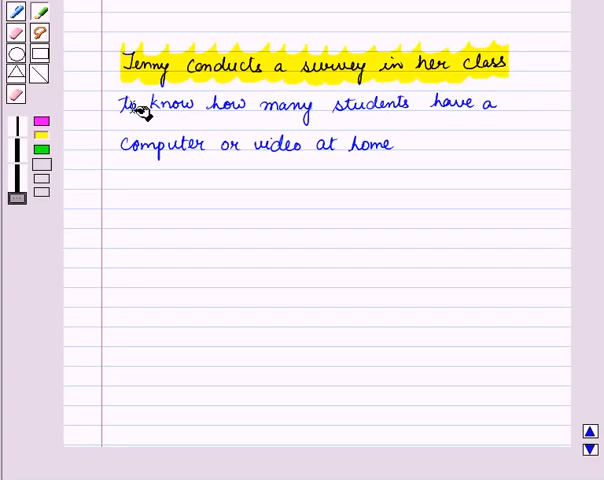 Jenny conducts a survey in her class
to know how many students have a
computer or video at home